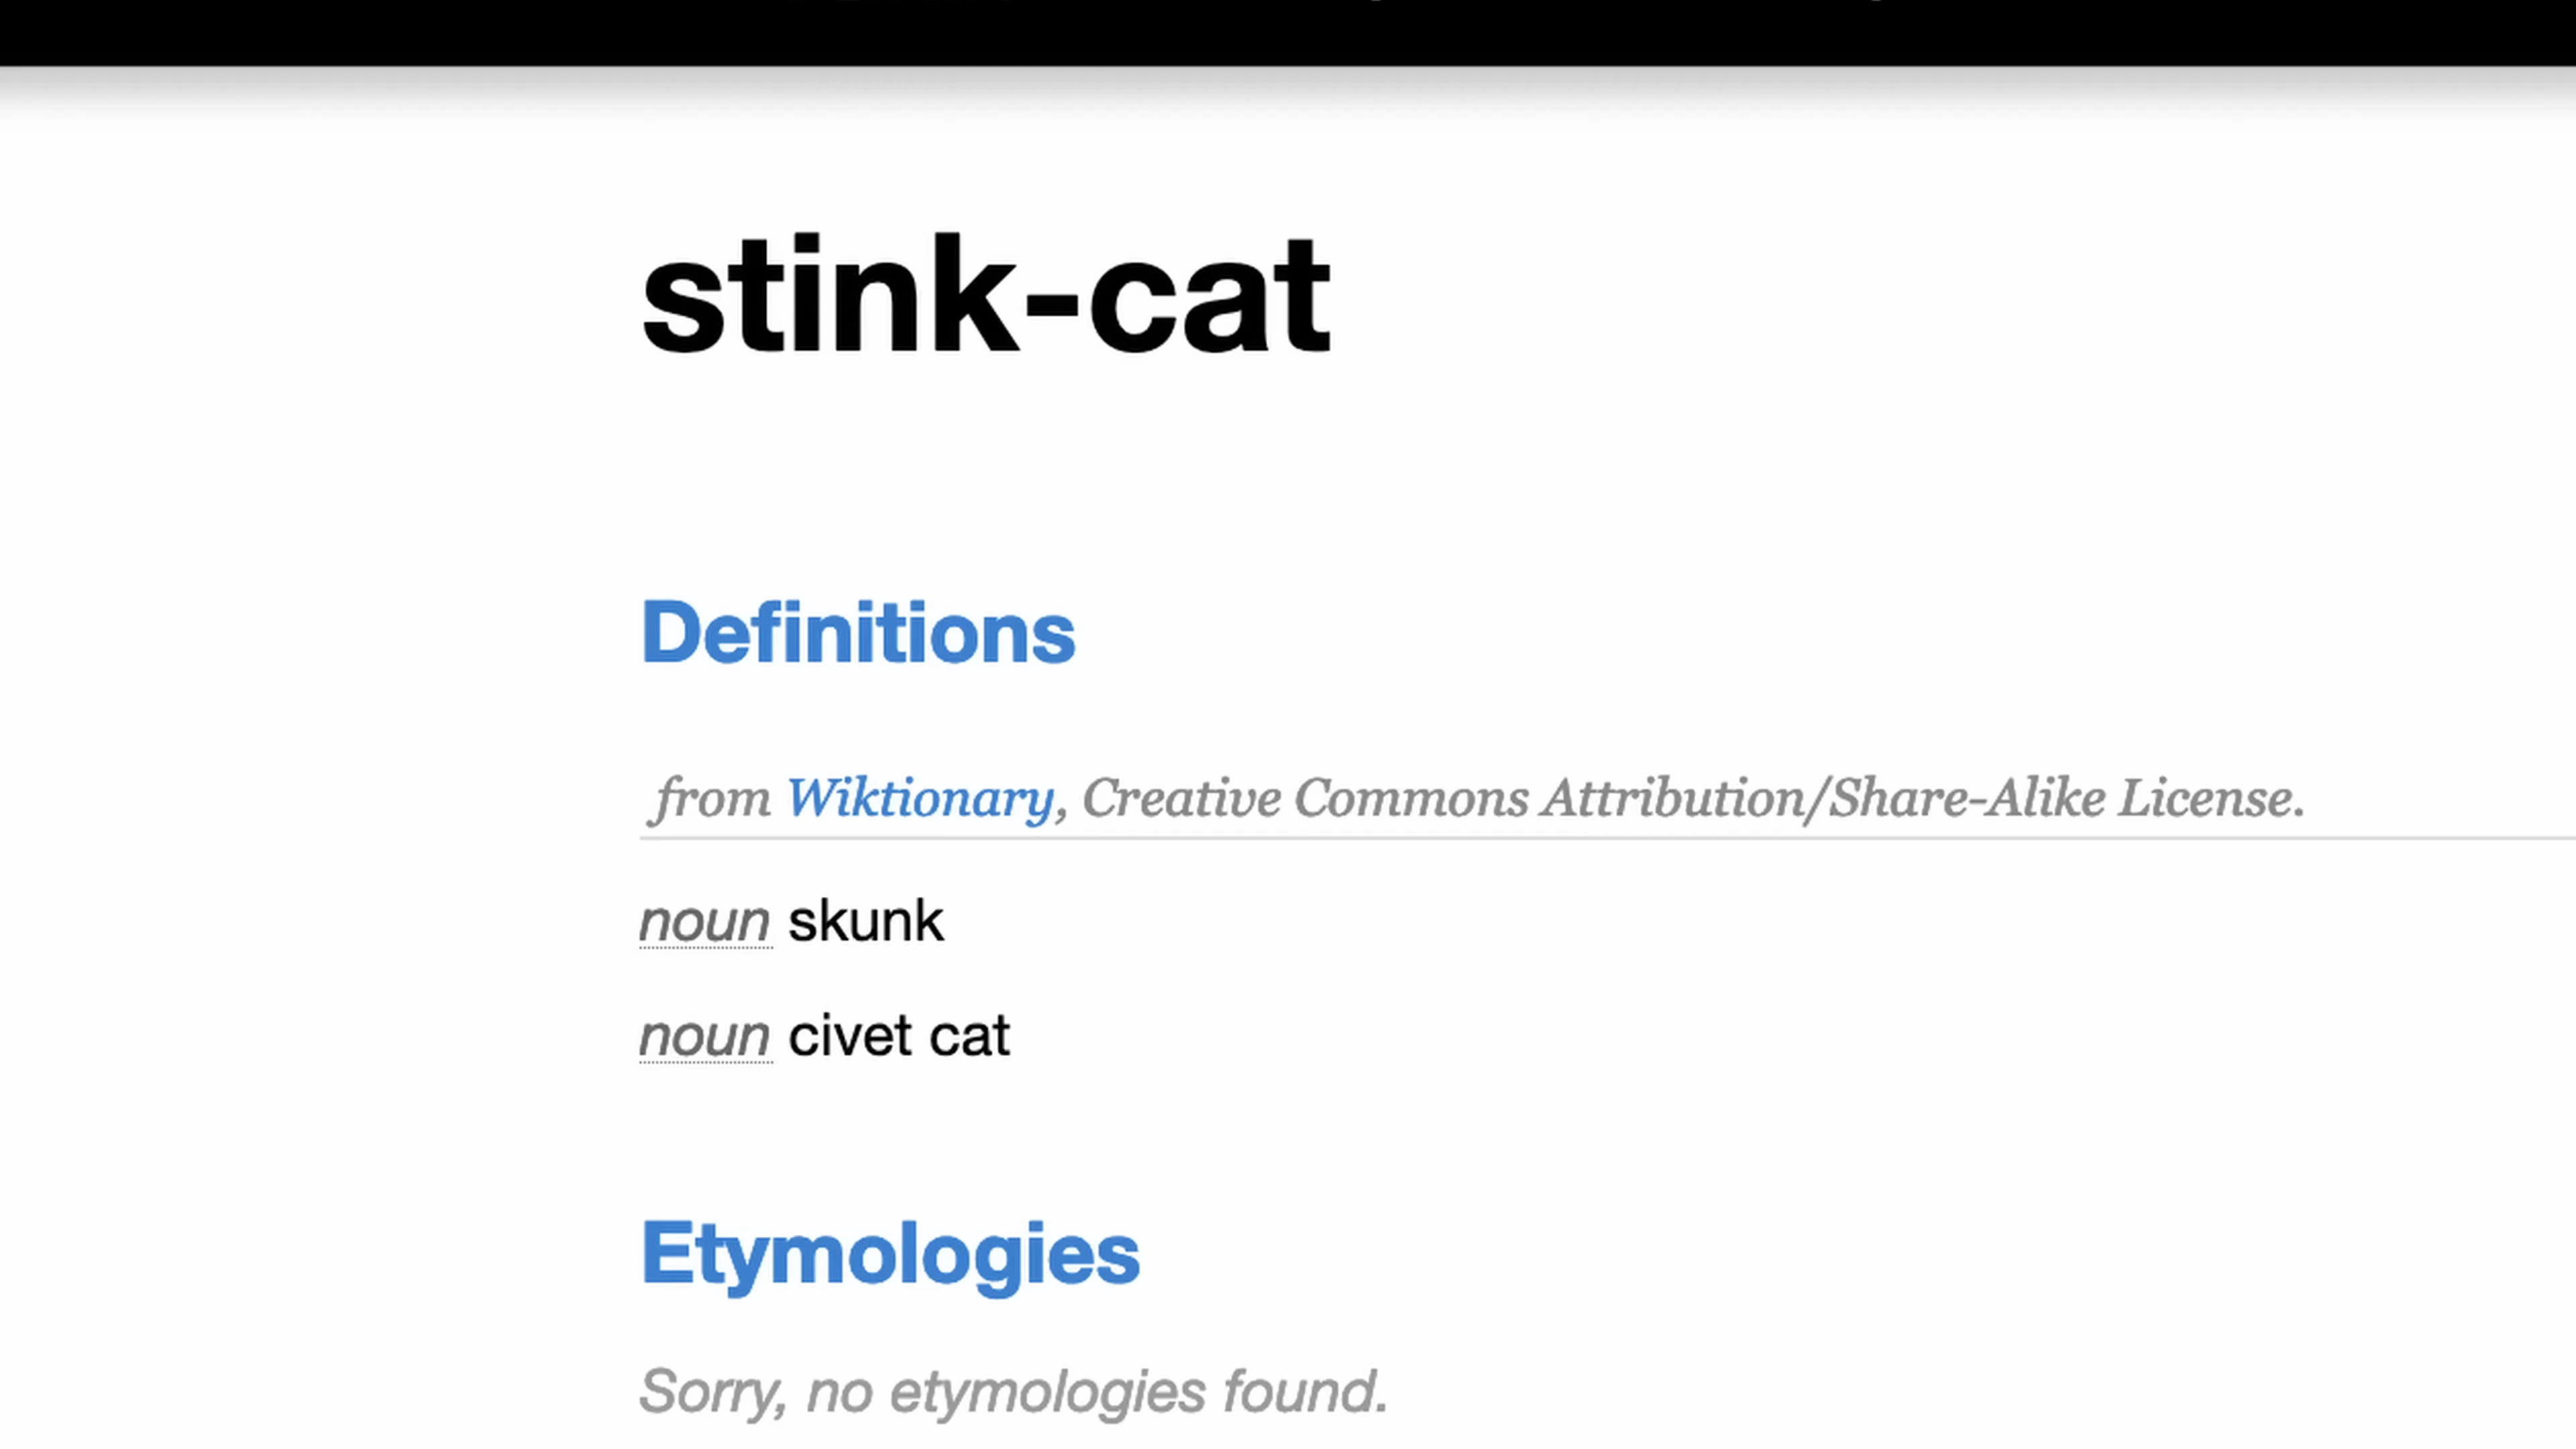 stink-cat
Definitions
from Wiktionary, Creative Commons Attribution/Share-Alike License.
noun skunk
noun civet cat
Etymologies
Sorry, no etymologies found.